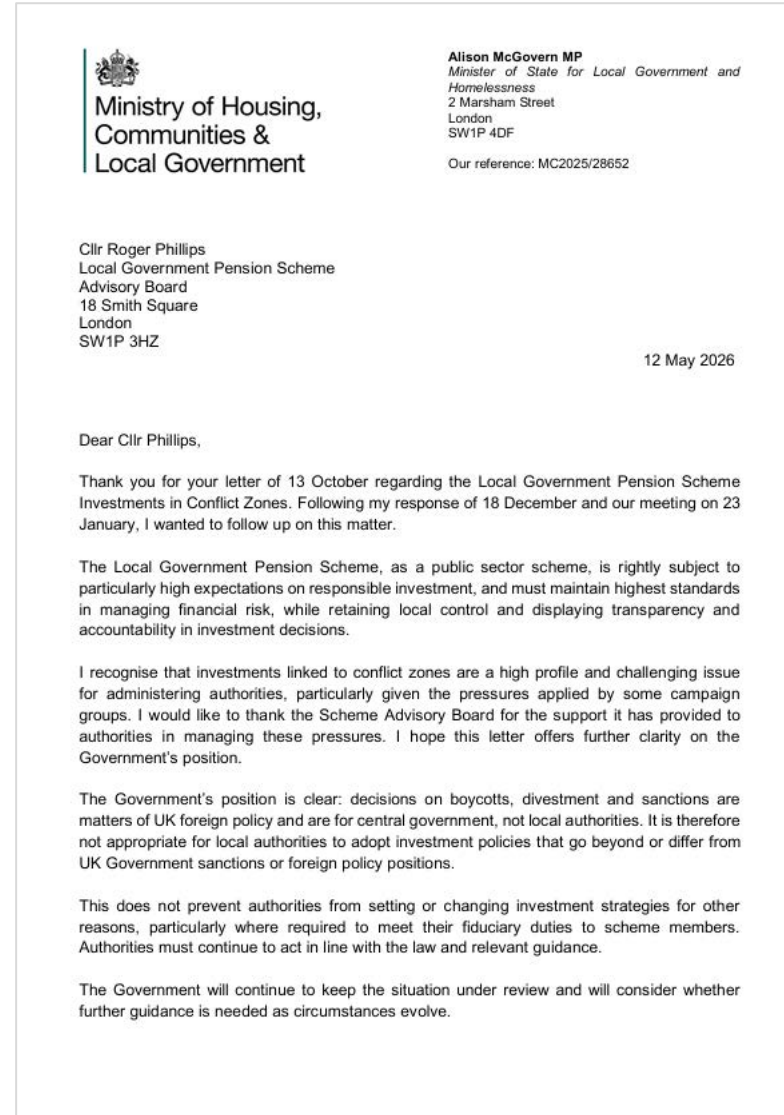 Ministry of Housing,
Communities &
Local Government
Alison McGovern MP
Minister of State for Local Government and
Homelessness
2 Marsham Street
London
SW1P 4DF
Our reference: MC2025/28652
Cllr Roger Phillips
Local Government Pension Scheme
Advisory Board
18 Smith Square
London
SW1P 3HZ
12 May 2026
Dear Cllr Phillips,
Thank you for your letter of 13 October regarding the Local Government Pension Scheme
Investments in Conflict Zones. Following my response of 18 December and our meeting on 23
January, I wanted to follow up on this matter.
The Local Government Pension Scheme, as a public sector scheme, is rightly subject to
particularly high expectations on responsible investment, and must maintain highest standards
in managing financial risk, while retaining local control and displaying transparency and
accountability in investment decisions.
I recognise that investments linked to conflict zones are a high profile and challenging issue
for administering authorities, particularly given the pressures applied by some campaign
groups. I would like to thank the Scheme Advisory Board for the support it has provided to
authorities in managing these pressures. I hope this letter offers further clarity on the
Government's position.
The Government's position is clear: decisions on boycotts, divestment and sanctions are
matters of UK foreign policy and are for central government, not local authorities. It is therefore
not appropriate for local authorities to adopt investment policies that go beyond or differ from
UK Government sanctions or foreign policy positions.
This does not prevent authorities from setting or changing investment strategies for other
reasons, particularly where required to meet their fiduciary duties to scheme members.
Authorities must continue to act in line with the law and relevant guidance.
The Government will continue to keep the situation under review and will consider whether
further guidance is needed as circumstances evolve.